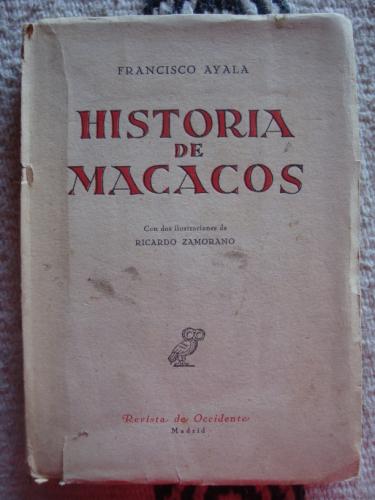 FRANCISCO AYALA
HISTORIA
DE
MACACOS
Con dos ilustraciones de
RICARDO ZAMORANO
Revista de Occidente
Madrid